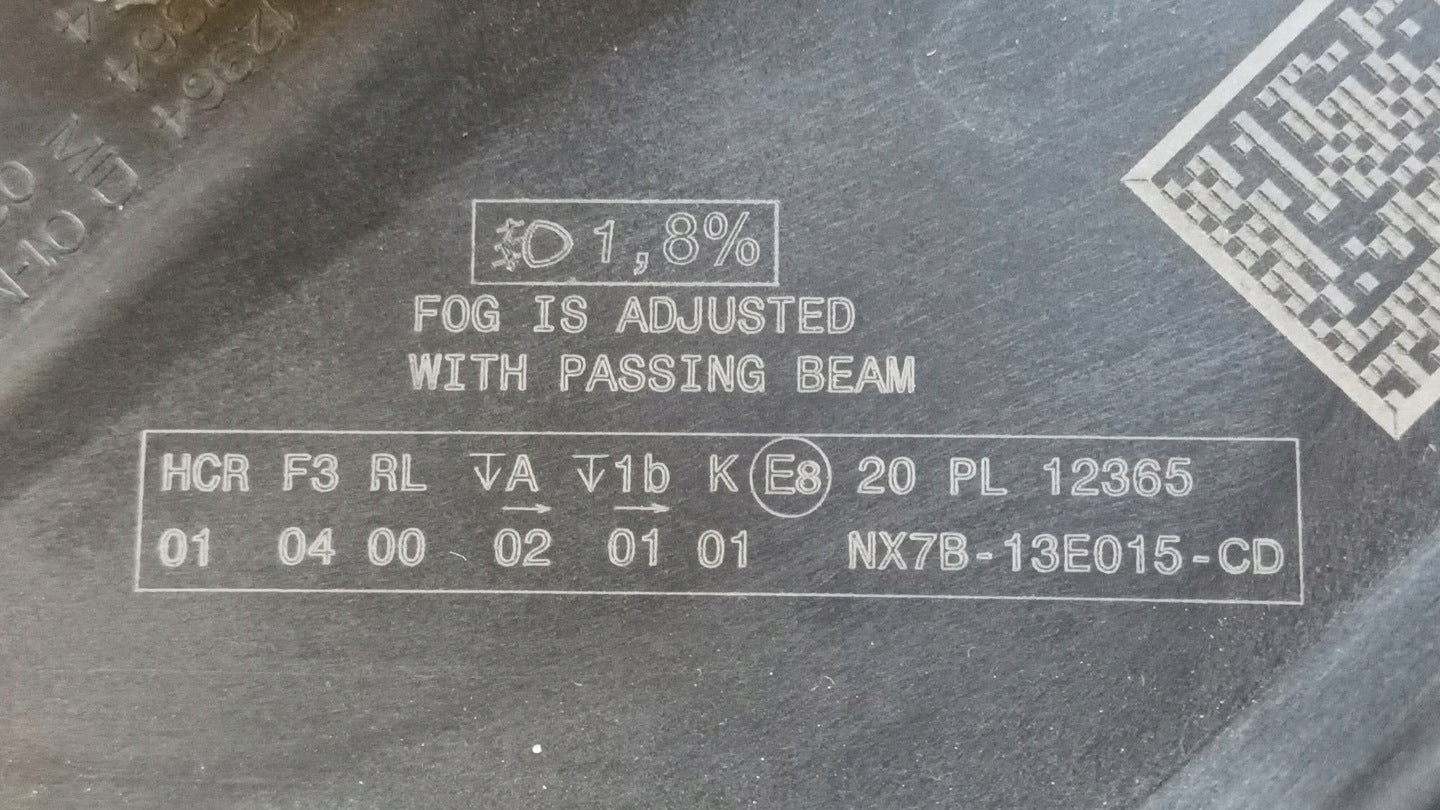 12964
1,8%
FOG IS ADJUSTED
WITH PASSING BEAM
HCR F3 RL A 1b K E8 20 PL 12365
01 04 00 02 01 01 NX7B-13E015-CD